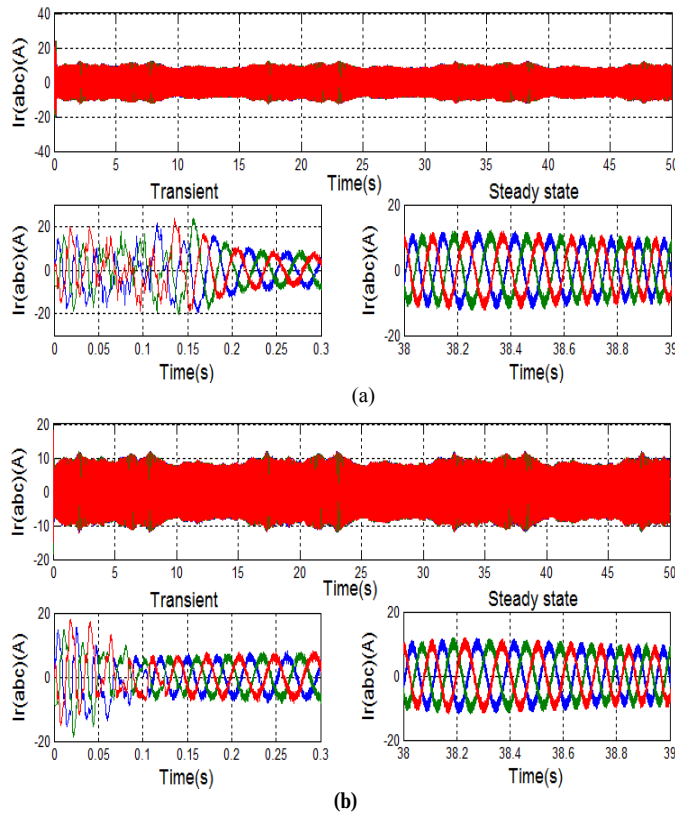 40
20
0
-20
-40
Ir(abc)(A)
0 5 10 15 20 25 30 35 40 45 50
Time(s)
Transient
Steady state
20
0
-20
Ir(abc)(A)
0 0.05 0.1 0.15 0.2 0.25 0.3
Time(s)
20
0
-20
Ir(abc)(A)
38 38.2 38.4 38.6 38.8 39
Time(s)
(a)
20
10
0
-10
-20
Ir(abc)(A)
0 5 10 15 20 25 30 35 40 45 50
Time(s)
Transient
Steady state
20
0
-20
Ir(abc)(A)
0 0.05 0.1 0.15 0.2 0.25 0.3
Time(s)
20
0
-20
Ir(abc)(A)
38 38.2 38.4 38.6 38.8 39
Time(s)
(b)